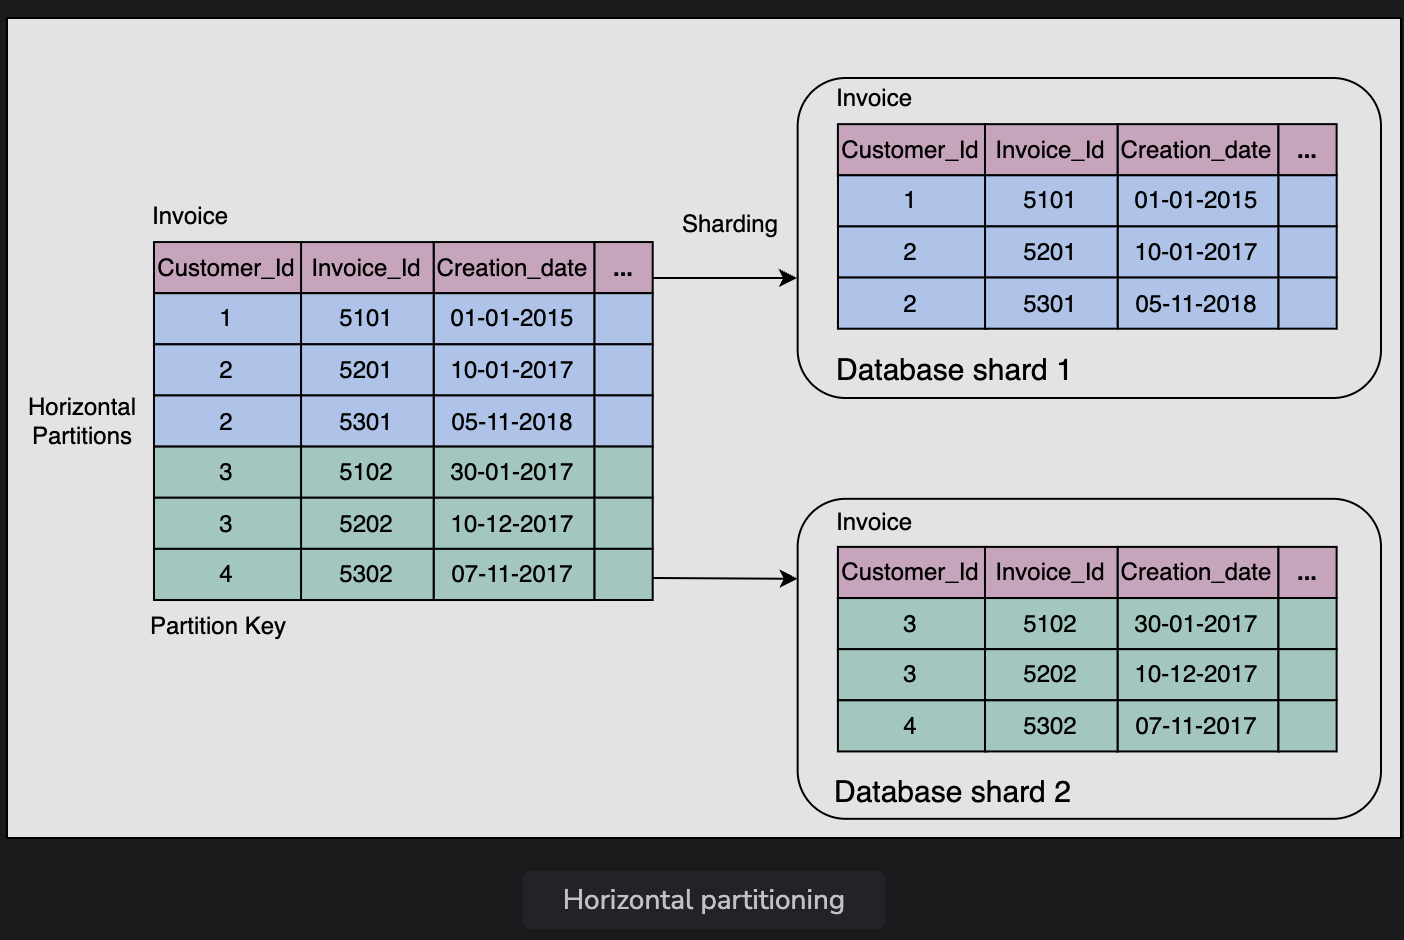 Invoice
Customer_Id Invoice_Id Creation_date ...
1 5101 01-01-2015
2 5201 10-01-2017
2 5301 05-11-2018
3 5102 30-01-2017
3 5202 10-12-2017
4 5302 07-11-2017
Horizontal
Partitions
Partition Key
Sharding
Invoice
Customer_Id Invoice_Id Creation_date ...
1 5101 01-01-2015
2 5201 10-01-2017
2 5301 05-11-2018
Database shard 1
Invoice
Customer_Id Invoice_Id Creation_date ...
3 5102 30-01-2017
3 5202 10-12-2017
4 5302 07-11-2017
Database shard 2
Horizontal partitioning